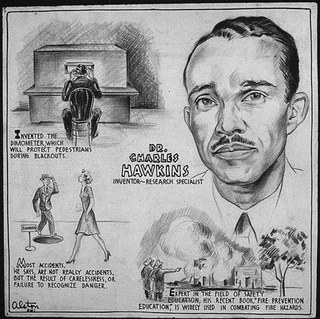 INVENTED THE
DIMOMETER, WHICH
WILL PROTECT PEDESTRIANS
DURING BLACKOUTS.
DR.
CHARLES
HAWKINS
INVENTOR-RESEARCH SPECIALIST
MOST ACCIDENTS,
HE SAYS, ARE NOT REALLY ACCIDENTS,
BUT THE RESULT OF CARELESSNESS, OR
FAILURE TO RECOGNIZE DANGER.
EXPERT IN THE FIELD OF SAFETY
EDUCATION, HIS RECENT BOOK, "FIRE PREVENTION
EDUCATION," IS WIDELY USED IN COMBATING FIRE HAZARDS.
Alston